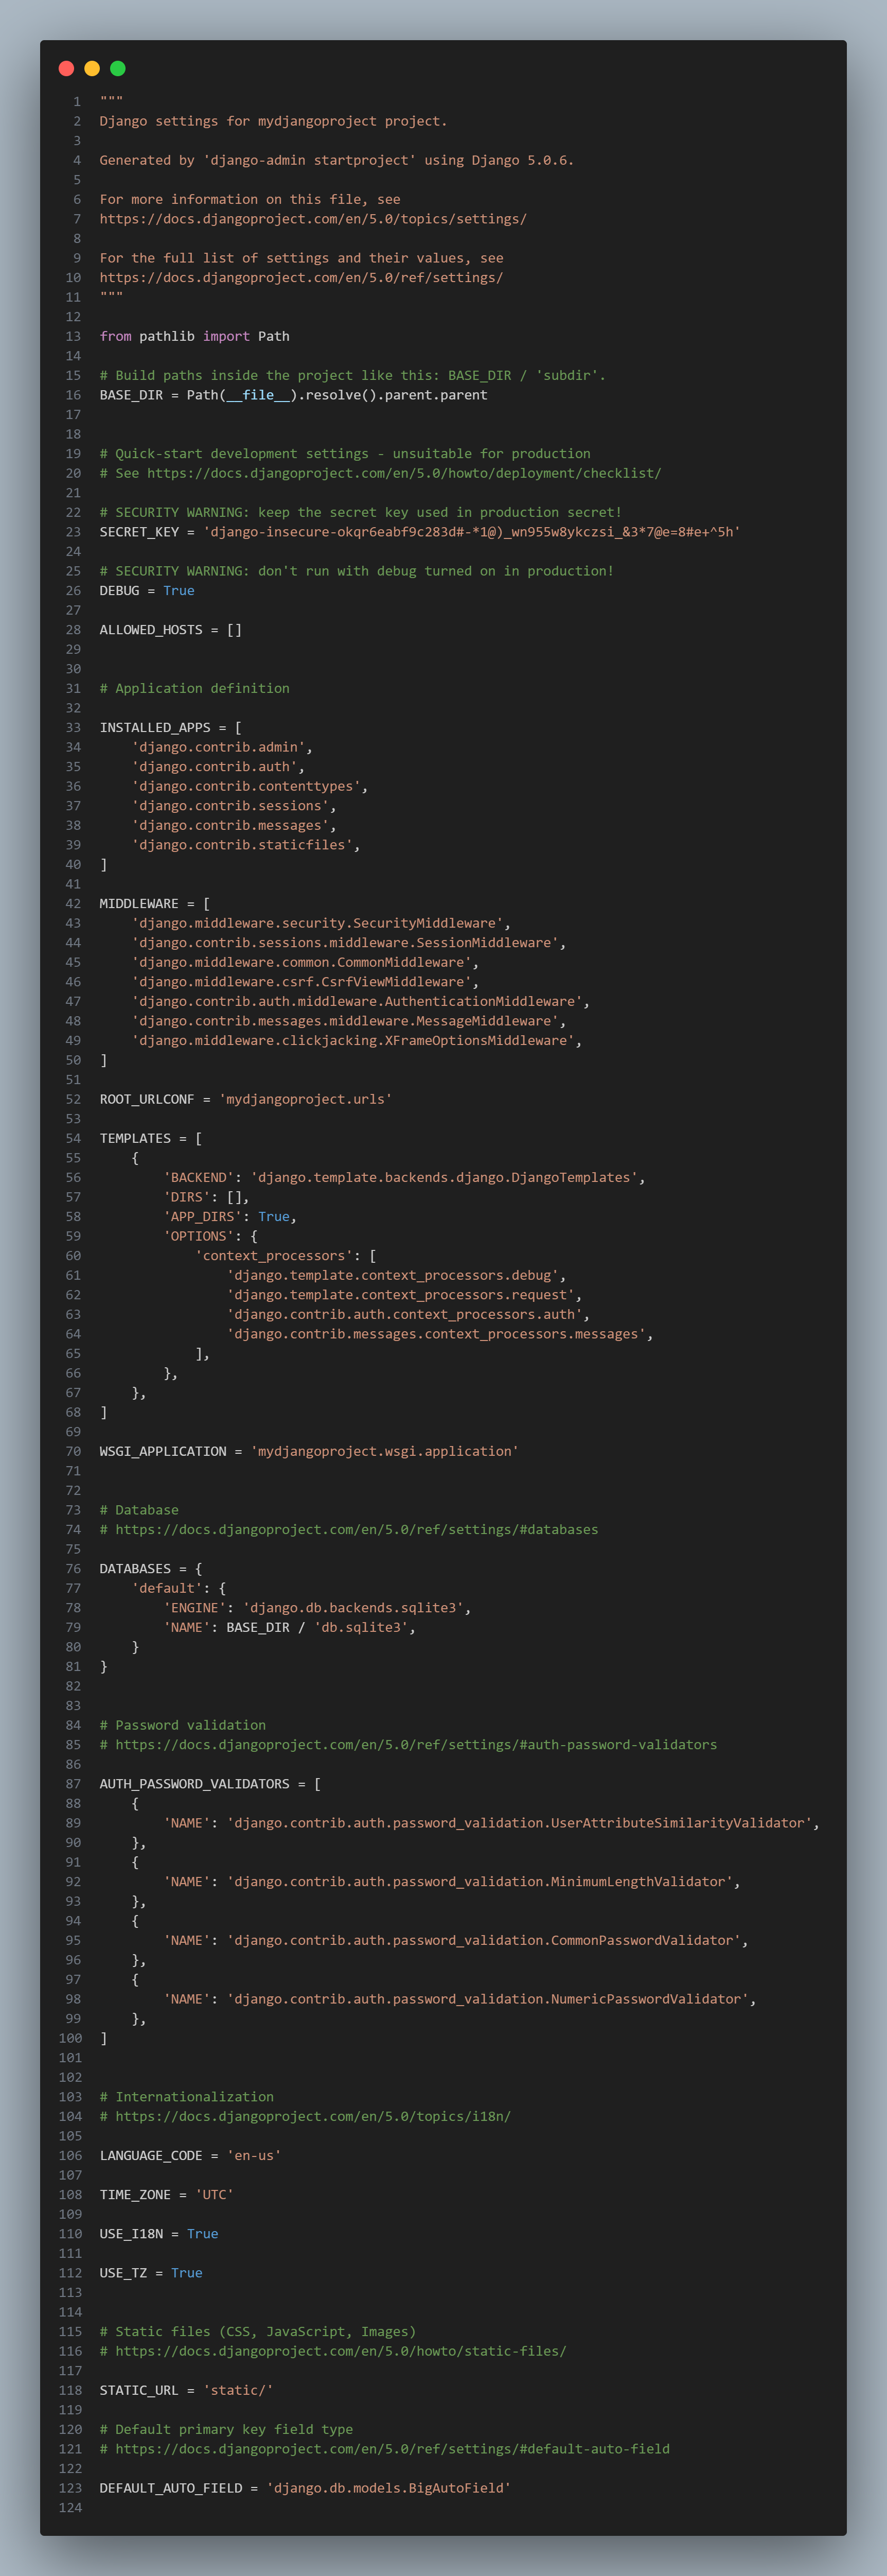 1 """
2 Django settings for mydjangoproject project.
3
4 Generated by 'django-admin startproject' using Django 5.0.6.
5
6 For more information on this file, see
7 https://docs.djangoproject.com/en/5.0/topics/settings/
8
9 For the full list of settings and their values, see
10 https://docs.djangoproject.com/en/5.0/ref/settings/
11 """
12
13 from pathlib import Path
14
15 # Build paths inside the project like this: BASE_DIR / 'subdir'.
16 BASE_DIR = Path(__file__).resolve().parent.parent
17
18
19 # Quick-start development settings - unsuitable for production
20 # See https://docs.djangoproject.com/en/5.0/howto/deployment/checklist/
21
22 # SECURITY WARNING: keep the secret key used in production secret!
23 SECRET_KEY = 'django-insecure-okqr6eabf9c283d#-*1@)_wn955w8ykczsi_&3*7@e=8#e+^5h'
24
25 # SECURITY WARNING: don't run with debug turned on in production!
26 DEBUG = True
27
28 ALLOWED_HOSTS = []
29
30
31 # Application definition
32
33 INSTALLED_APPS = [
34     'django.contrib.admin',
35     'django.contrib.auth',
36     'django.contrib.contenttypes',
37     'django.contrib.sessions',
38     'django.contrib.messages',
39     'django.contrib.staticfiles',
40 ]
41
42 MIDDLEWARE = [
43     'django.middleware.security.SecurityMiddleware',
44     'django.contrib.sessions.middleware.SessionMiddleware',
45     'django.middleware.common.CommonMiddleware',
46     'django.middleware.csrf.CsrfViewMiddleware',
47     'django.contrib.auth.middleware.AuthenticationMiddleware',
48     'django.contrib.messages.middleware.MessageMiddleware',
49     'django.middleware.clickjacking.XFrameOptionsMiddleware',
50 ]
51
52 ROOT_URLCONF = 'mydjangoproject.urls'
53
54 TEMPLATES = [
55     {
56         'BACKEND': 'django.template.backends.django.DjangoTemplates',
57         'DIRS': [],
58         'APP_DIRS': True,
59         'OPTIONS': {
60             'context_processors': [
61                 'django.template.context_processors.debug',
62                 'django.template.context_processors.request',
63                 'django.contrib.auth.context_processors.auth',
64                 'django.contrib.messages.context_processors.messages',
65             ],
66         },
67     },
68 ]
69
70 WSGI_APPLICATION = 'mydjangoproject.wsgi.application'
71
72
73 # Database
74 # https://docs.djangoproject.com/en/5.0/ref/settings/#databases
75
76 DATABASES = {
77     'default': {
78         'ENGINE': 'django.db.backends.sqlite3',
79         'NAME': BASE_DIR / 'db.sqlite3',
80     }
81 }
82
83
84 # Password validation
85 # https://docs.djangoproject.com/en/5.0/ref/settings/#auth-password-validators
86
87 AUTH_PASSWORD_VALIDATORS = [
88     {
89         'NAME': 'django.contrib.auth.password_validation.UserAttributeSimilarityValidator',
90     },
91     {
92         'NAME': 'django.contrib.auth.password_validation.MinimumLengthValidator',
93     },
94     {
95         'NAME': 'django.contrib.auth.password_validation.CommonPasswordValidator',
96     },
97     {
98         'NAME': 'django.contrib.auth.password_validation.NumericPasswordValidator',
99     },
100 ]
101
102
103 # Internationalization
104 # https://docs.djangoproject.com/en/5.0/topics/i18n/
105
106 LANGUAGE_CODE = 'en-us'
107
108 TIME_ZONE = 'UTC'
109
110 USE_I18N = True
111
112 USE_TZ = True
113
114
115 # Static files (CSS, JavaScript, Images)
116 # https://docs.djangoproject.com/en/5.0/howto/static-files/
117
118 STATIC_URL = 'static/'
119
120 # Default primary key field type
121 # https://docs.djangoproject.com/en/5.0/ref/settings/#default-auto-field
122
123 DEFAULT_AUTO_FIELD = 'django.db.models.BigAutoField'
124